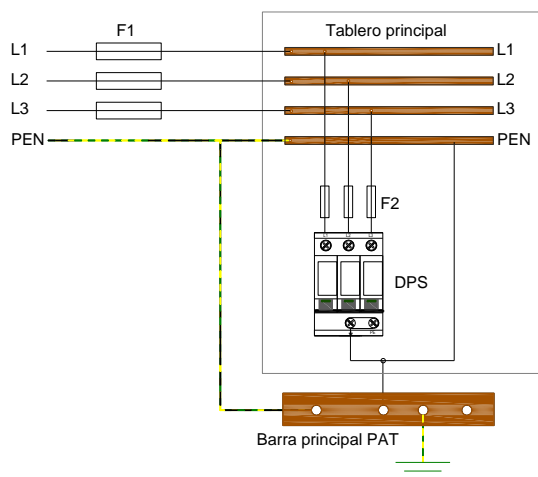 F1
Tablero principal
L1
L1
L2
L2
L3
L3
PEN
PEN
F2
DPS
Barra principal PAT